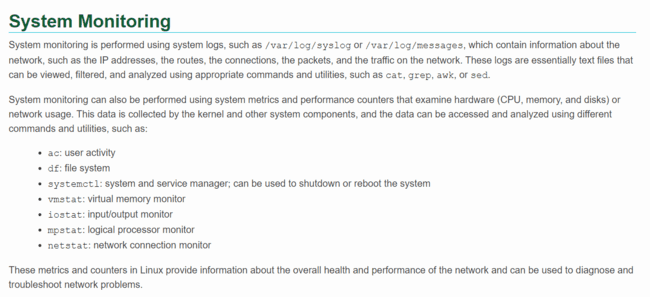 System Monitoring
System monitoring is performed using system logs, such as /var/log/syslog or /var/log/messages, which contain information about the
network, such as the IP addresses, the routes, the connections, the packets, and the traffic on the network. These logs are essentially text files that
can be viewed, filtered, and analyzed using appropriate commands and utilities, such as cat, grep, awk, or sed.
System monitoring can also be performed using system metrics and performance counters that examine hardware (CPU, memory, and disks) or
network usage. This data is collected by the kernel and other system components, and the data can be accessed and analyzed using different
commands and utilities, such as:
• ac: user activity
• df: file system
• systemctl: system and service manager; can be used to shutdown or reboot the system
• vmstat: virtual memory monitor
• iostat: input/output monitor
• mpstat: logical processor monitor
• netstat: network connection monitor
These metrics and counters in Linux provide information about the overall health and performance of the network and can be used to diagnose and
troubleshoot network problems.